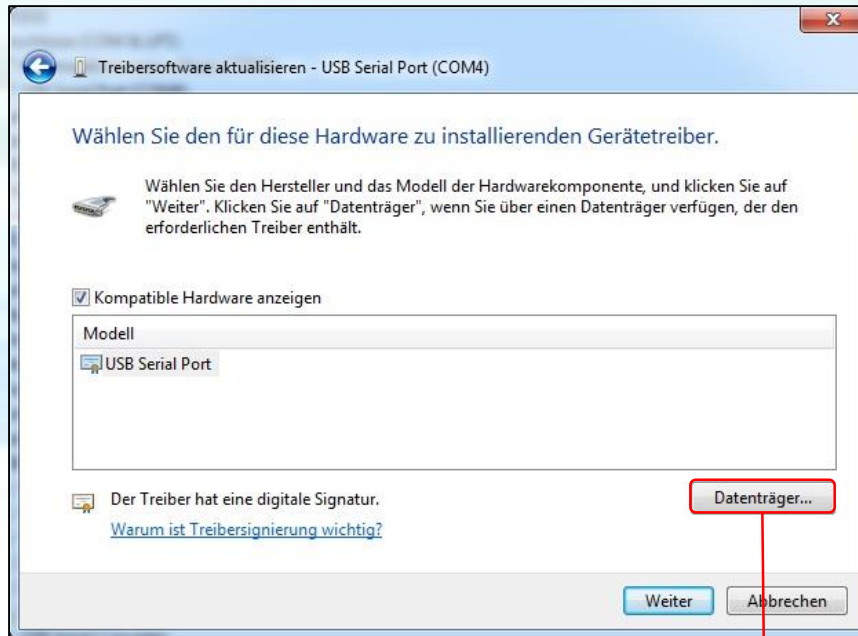 Treibersoftware aktualisieren - USB Serial Port (COM4)
Wählen Sie den für diese Hardware zu installierenden Gerätetreiber.
Wählen Sie den Hersteller und das Modell der Hardwarekomponente, und klicken Sie auf
"Weiter". Klicken Sie auf "Datenträger", wenn Sie über einen Datenträger verfügen, der den
erforderlichen Treiber enthält.
Kompatible Hardware anzeigen
Modell
USB Serial Port
Der Treiber hat eine digitale Signatur.
Datenträger...
Warum ist Treibersignierung wichtig?
Weiter
Abbrechen